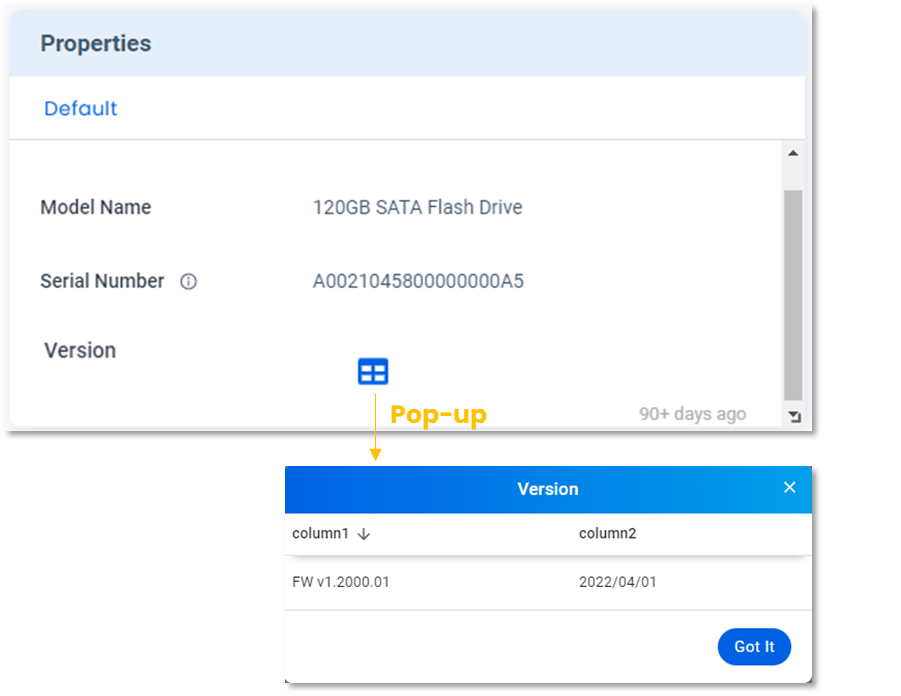 Properties
Default
Model Name 120GB SATA Flash Drive
Serial Number A0021045800000000A5
Version
Pop-up
90+ days ago
Version
column1 column2
FW v1.2000.01 2022/04/01
Got It